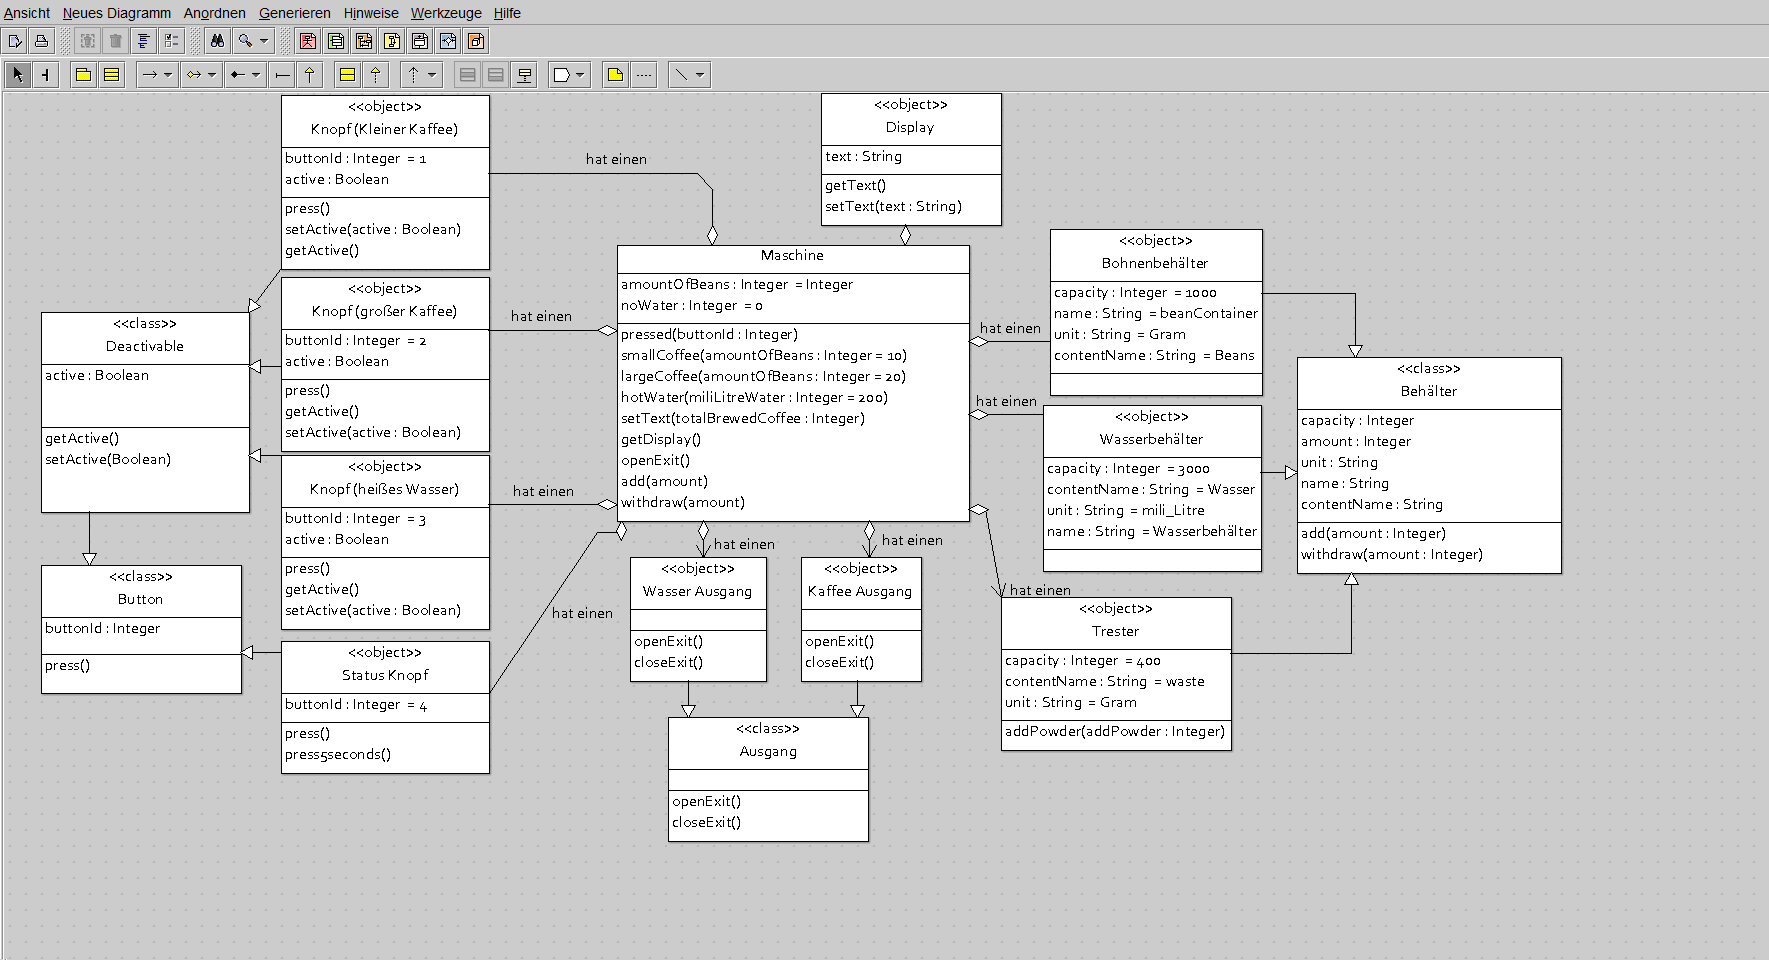 Ansicht Neues Diagramm Anordnen Generieren Hinweise Werkzeuge Hilfe
<<object>>
Knopf (Kleiner Kaffee)
buttonId : Integer = 1
active : Boolean
press()
setActive(active : Boolean)
getActive()
hat einen
<<object>>
Display
text : String
getText()
setText(text : String)
<<object>>
Knopf (großer Kaffee)
buttonId : Integer = 2
active : Boolean
press()
getActive()
setActive(active : Boolean)
hat einen
<<class>>
Deactivable
active : Boolean
getActive()
setActive(Boolean)
Maschine
amountOfBeans : Integer = Integer
noWater : Integer = 0
pressed(buttonId : Integer)
smallCoffee(amountOfBeans : Integer = 10)
largeCoffee(amountOfBeans : Integer = 20)
hotWater(miliLitreWater : Integer = 200)
setText(totalBrewedCoffee : Integer)
getDisplay()
openExit()
add(amount)
withdraw(amount)
hat einen
<<object>>
Bohnenbehälter
capacity : Integer = 1000
name : String = beanContainer
unit : String = Gram
contentName : String = Beans
<<class>>
Behälter
capacity : Integer
amount : Integer
unit : String
name : String
contentName : String
add(amount : Integer)
withdraw(amount : Integer)
hat einen
<<object>>
Wasserbehälter
capacity : Integer = 3000
contentName : String = Wasser
unit : String = mili_Litre
name : String = Wasserbehälter
<<object>>
Knopf (heißes Wasser)
buttonId : Integer = 3
active : Boolean
press()
getActive()
setActive(active : Boolean)
hat einen
<<class>>
Button
buttonId : Integer
press()
<<object>>
Status Knopf
buttonId : Integer = 4
press()
press5seconds()
hat einen
hat einen
<<object>>
Wasser Ausgang
openExit()
closeExit()
hat einen
<<object>>
Kaffee Ausgang
openExit()
closeExit()
hat einen
<<object>>
Trester
capacity : Integer = 400
contentName : String = waste
unit : String = Gram
addPowder(addPowder : Integer)
<<class>>
Ausgang
openExit()
closeExit()